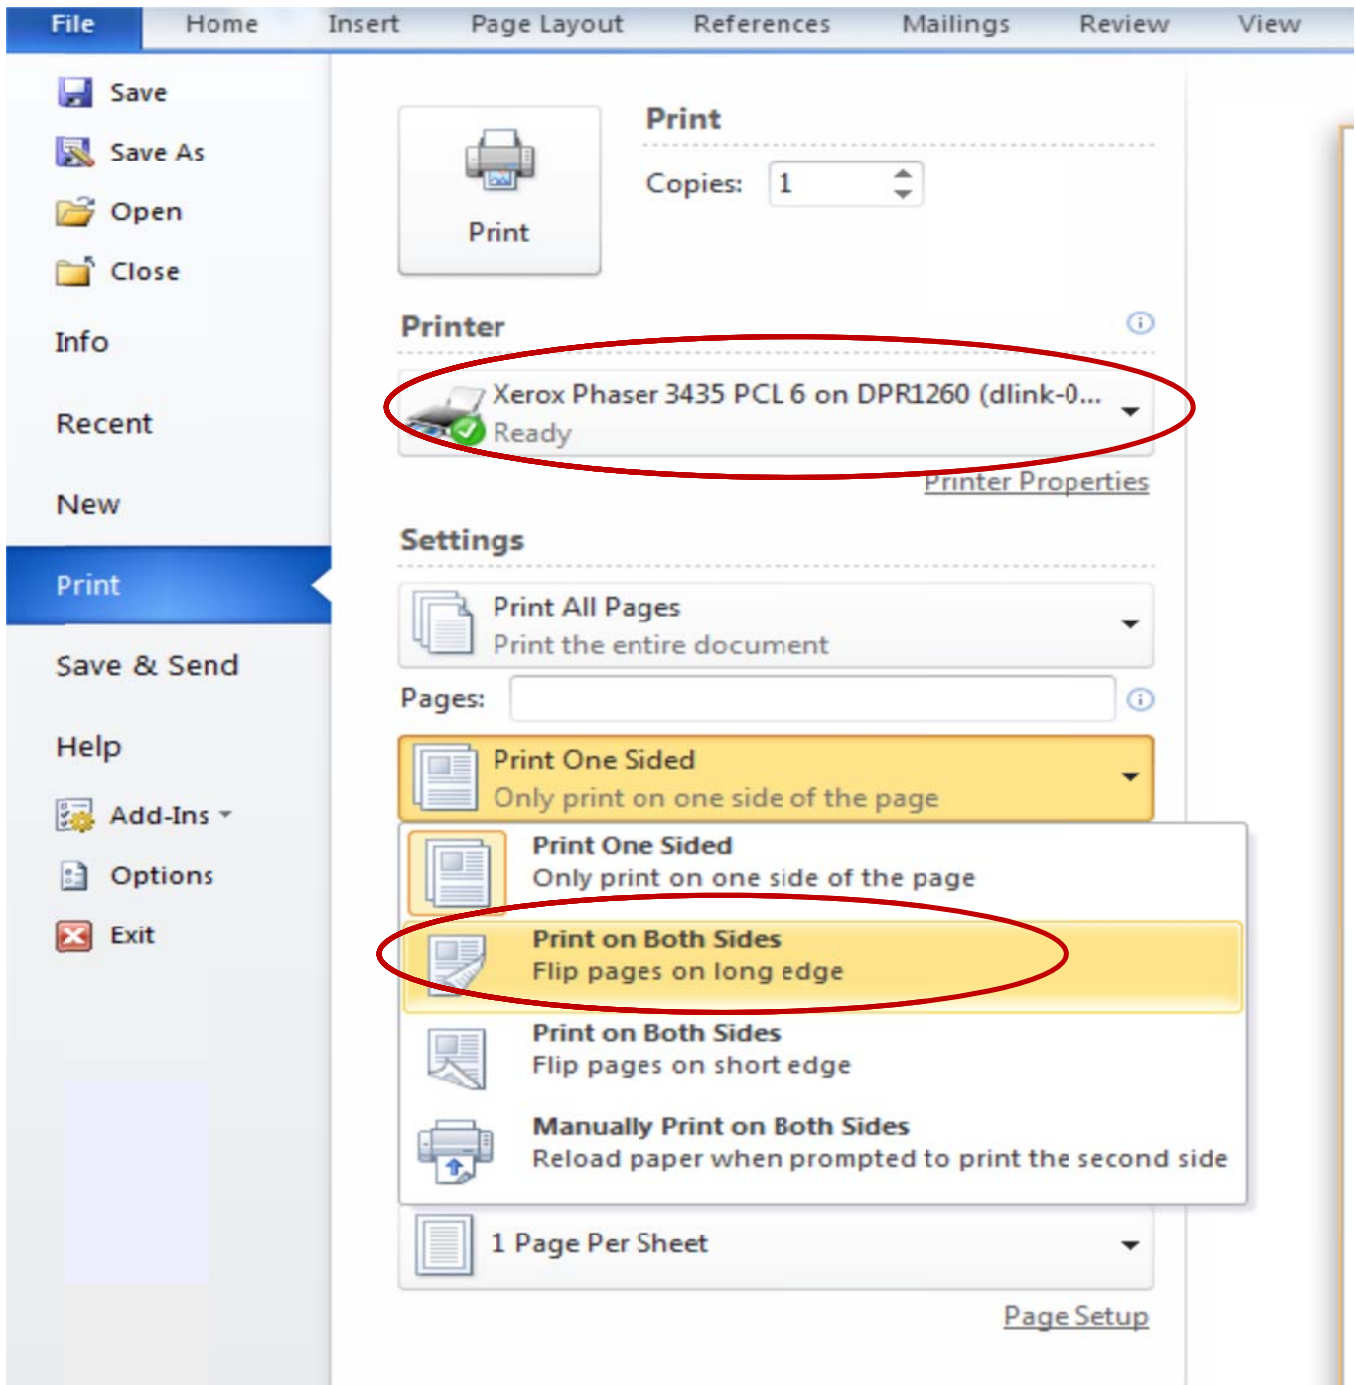 File Home Insert Page Layout References Mailings Review View
Save
Save As
Open
Close
Info
Recent
New
Print
Save & Send
Help
Add-Ins
Options
Exit
Print
Print
Copies: 1
Printer
Xerox Phaser 3435 PCL 6 on DPR1260 (dlink-0...
Ready
Printer Properties
Settings
Print All Pages
Print the entire document
Pages:
Print One Sided
Only print on one side of the page
Print One Sided
Only print on one side of the page
Print on Both Sides
Flip pages on long edge
Print on Both Sides
Flip pages on short edge
Manually Print on Both Sides
Reload paper when prompted to print the second side
1 Page Per Sheet
Page Setup